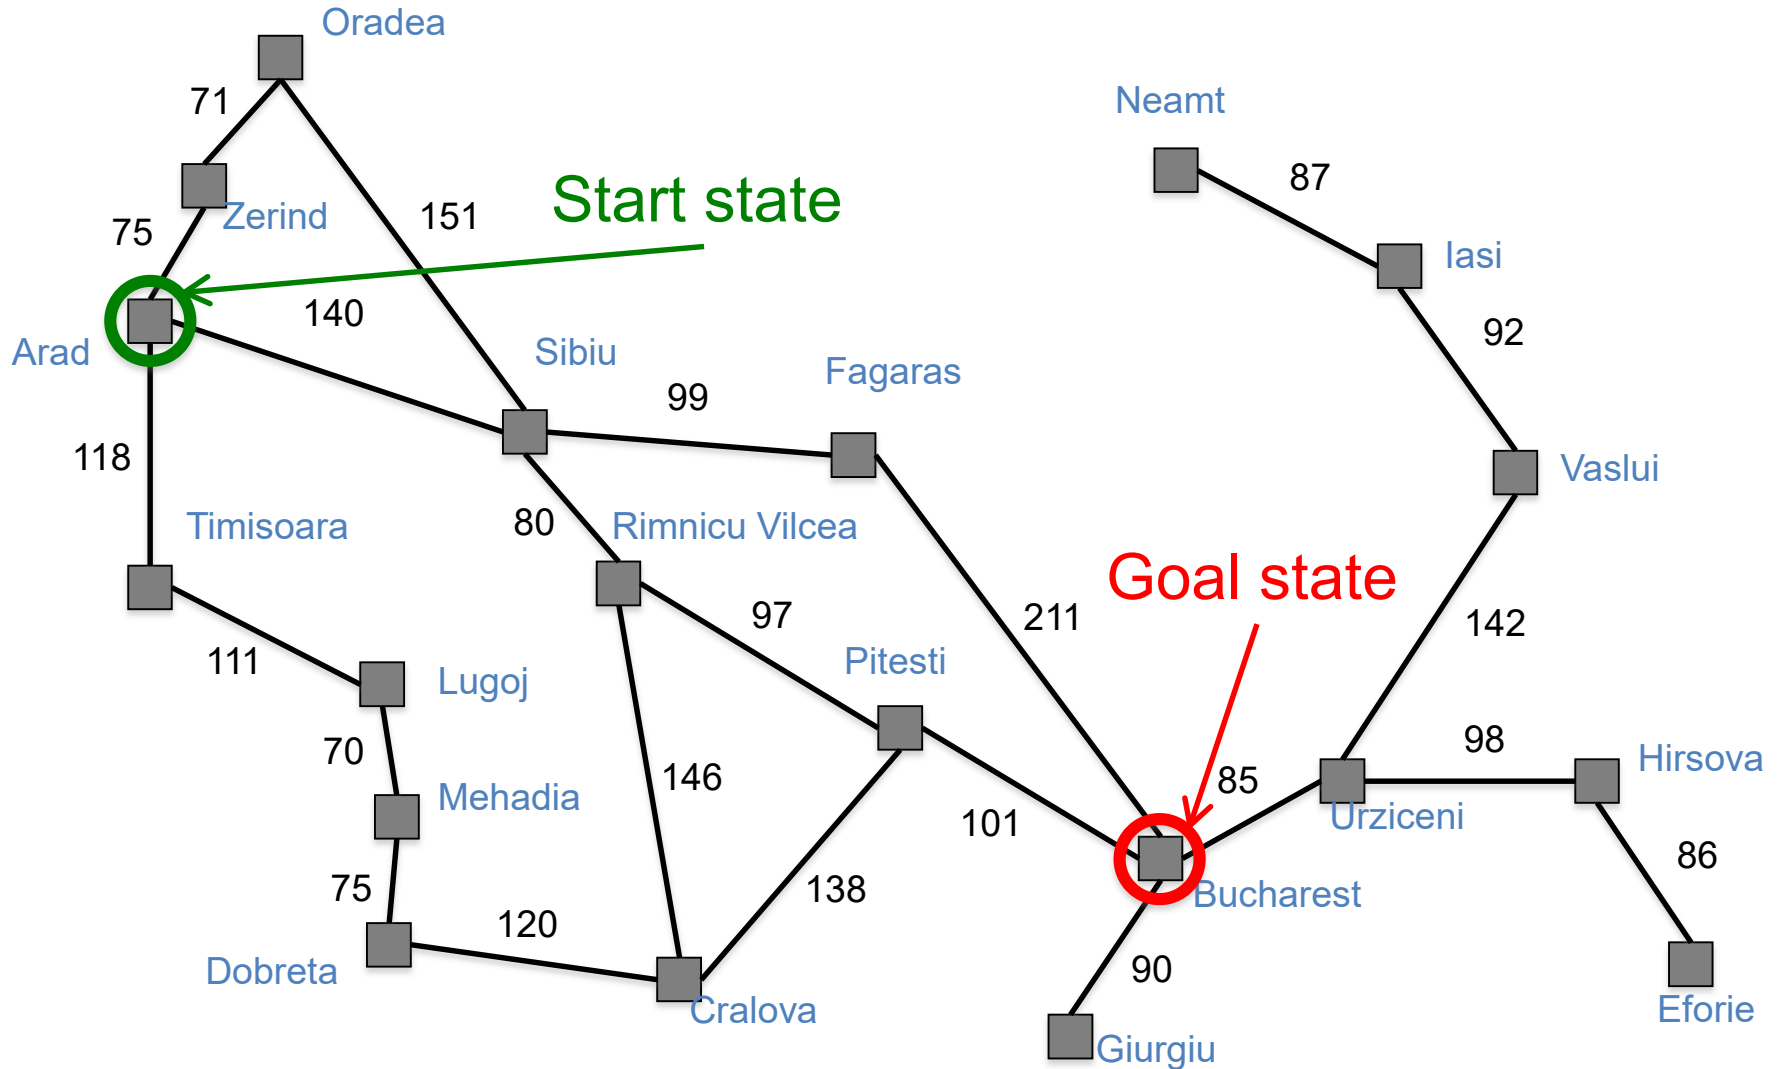 Oradea
71
Neamt
87
Zerind
151
Start state
75
Iasi
140
92
Arad
Sibiu
Fagaras
99
118
Vaslui
Timisoara
80
Rimnicu Vilcea
Goal state
97
211
142
111
Lugoj
Pitesti
70
146
85
98
Hirsova
Mehadia
101
Urziceni
86
75
138
Bucharest
120
Dobreta
90
Cralova
Giurgiu
Eforie